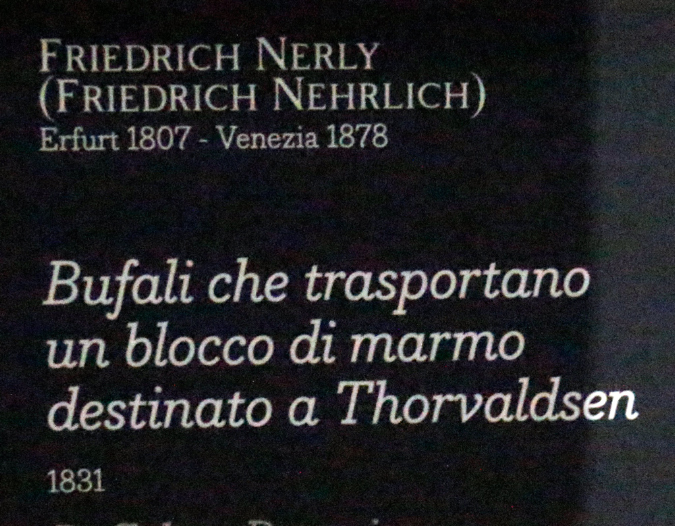 FRIEDRICH NERLY
(FRIEDRICH NEHRLICH)
Erfurt 1807 - Venezia 1878
Bufali che trasportano
un blocco di marmo
destinato a Thorvaldsen
1831